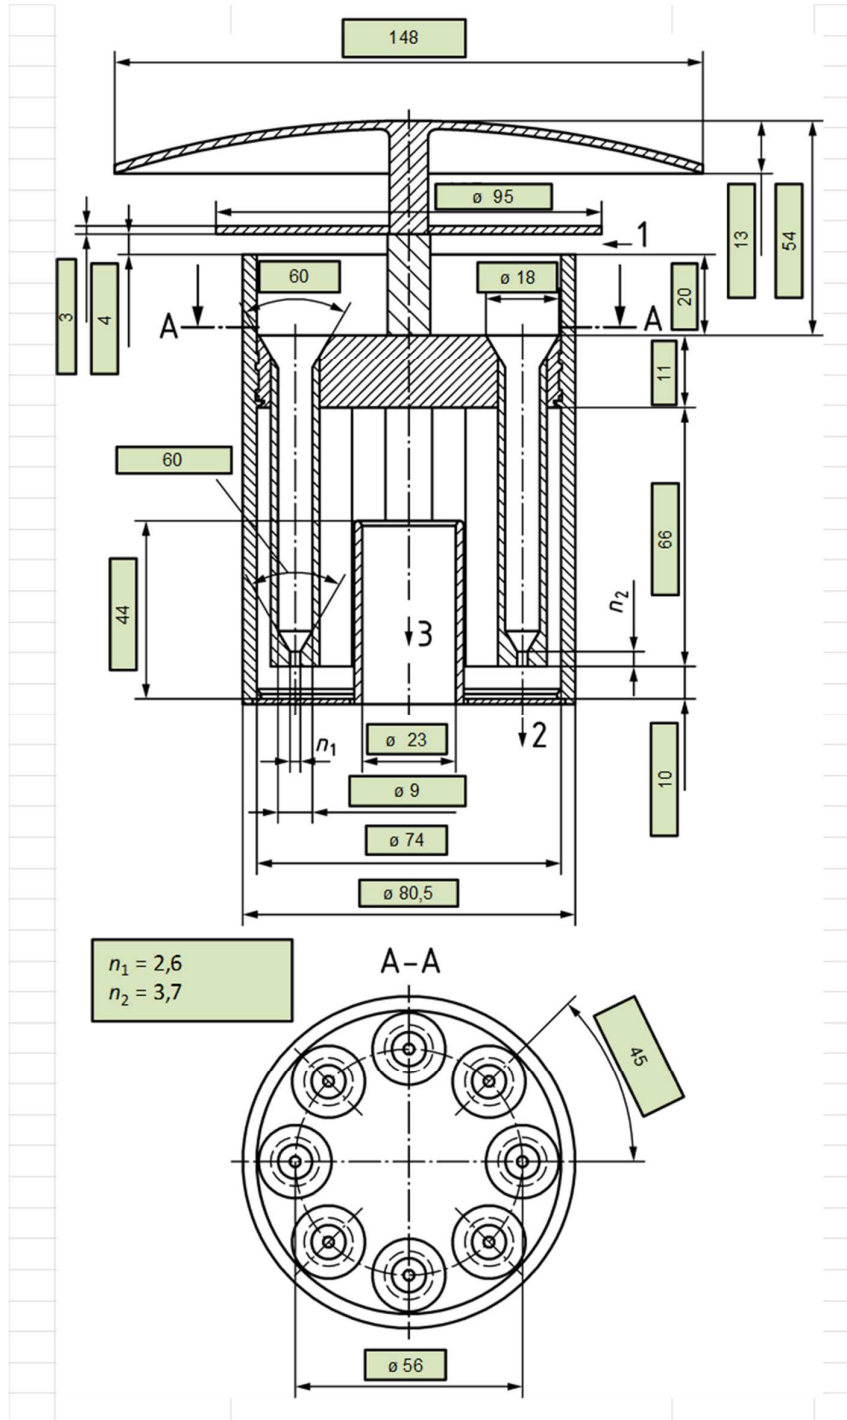 148
ø 95
1
13
54
60
ø 18
20
3
4
A
A
11
60
66
44
n₂
3
ø 23
2
n₁
10
ø 9
ø 74
ø 80,5
n₁ = 2,6
n₂ = 3,7
A-A
45
ø 56